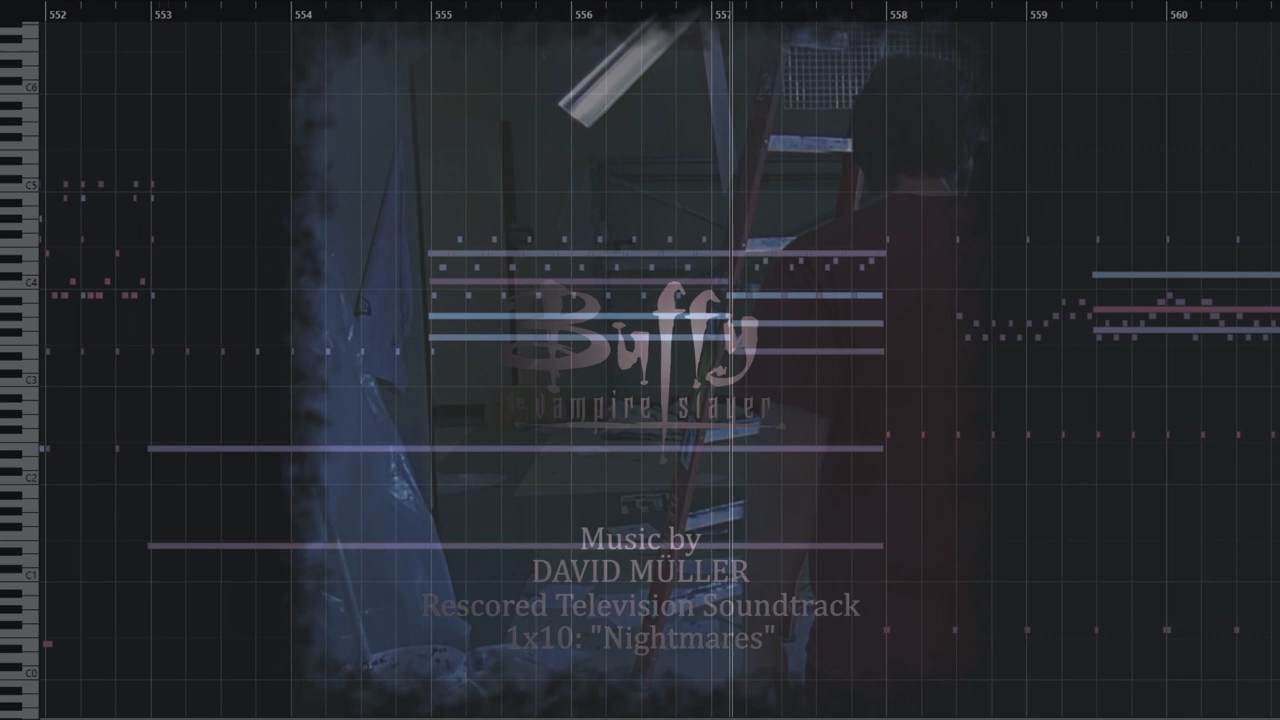 552 553 554 555 556 557 558 559 560
C6
C5
C4
Buffy
C3
the vampire slayer
C2
Music by
DAVID MÜLLER
C1
Rescored Television Soundtrack
1x10: "Nightmares"
C0